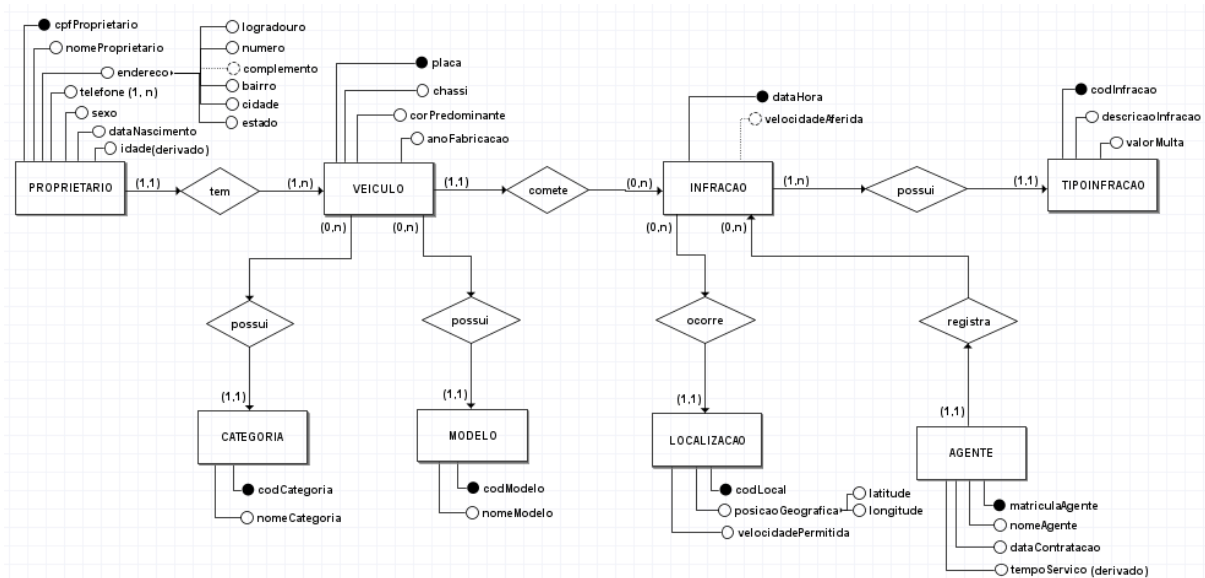 cpfProprietario
nomeProprietario
endereco
telefone (1, n)
sexo
dataNascimento
idade(derivado)
logradouro
numero
complemento
bairro
cidade
estado
placa
chassi
corPredominante
anoFabricacao
dataHora
velocidadeAferida
codInfracao
descricaoInfracao
valorMulta
PROPRIETARIO
(1,1)
tem
(1,n)
VEICULO
(1,1)
comete
(0,n)
INFRACAO
(1,n)
possui
(1,1)
TIPOINFRACAO
(0,n)
(0,n)
(0,n)
(0,n)
possui
possui
ocorre
registra
(1,1)
(1,1)
(1,1)
(1,1)
CATEGORIA
MODELO
LOCALIZACAO
AGENTE
codCategoria
nomeCategoria
codModelo
nomeModelo
codLocal
posicaoGeografica
latitude
longitude
velocidadePermitida
matriculaAgente
nomeAgente
dataContratacao
tempoServico (derivado)